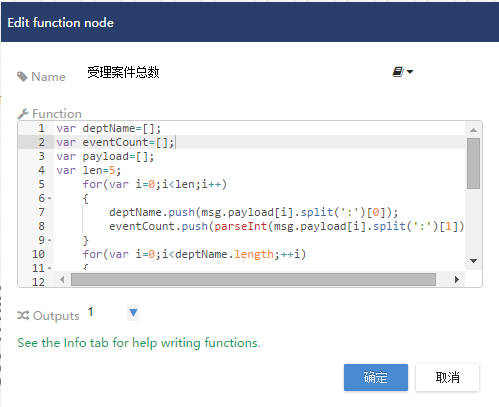 Edit function node
Name
受理案件总数
Function
1 var deptName=[];
2 var eventCount=[];
3 var payload=[];
4 var len=5;
5 for(var i=0;i<len;i++)
6 {
7 deptName.push(msg.payload[i].split(':')[0]);
8 eventCount.push(parseInt(msg.payload[i].split(':')[1])
9 }
10 for(var i=0;i<deptName.length;++i)
11 {
12
Outputs
1
See the Info tab for help writing functions.
确定
取消